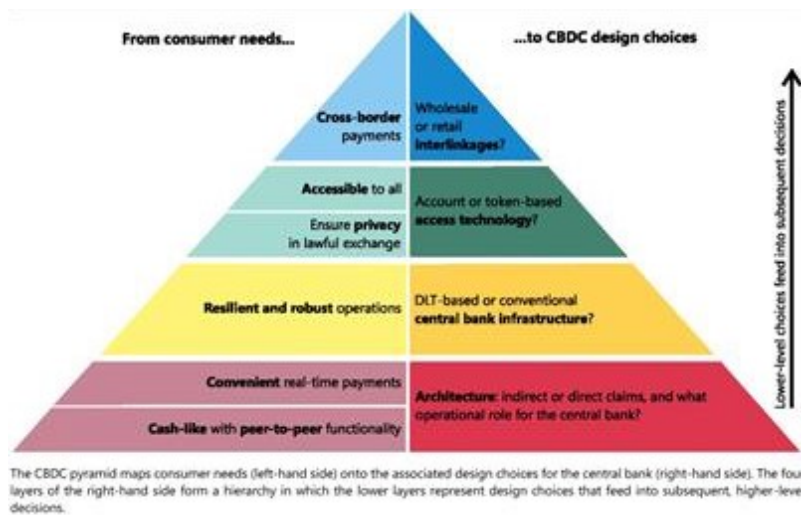 From consumer needs...
...to CBDC design choices
Cross-border
payments
Wholesale
or retail
interlinkages?
Accessible to all
Ensure privacy
in lawful exchange
Account or token-based
access technology?
Resilient and robust operations
DLT-based or conventional
central bank infrastructure?
Convenient real-time payments
Cash-like with peer-to-peer functionality
Architecture: indirect or direct claims, and what
operational role for the central bank?
Lower-level choices feed into subsequent decisions
The CBDC pyramid maps consumer needs (left-hand side) onto the associated design choices for the central bank (right-hand side). The fou
layers of the right-hand side form a hierarchy in which the lower layers represent design choices that feed into subsequent, higher-leve
decisions.